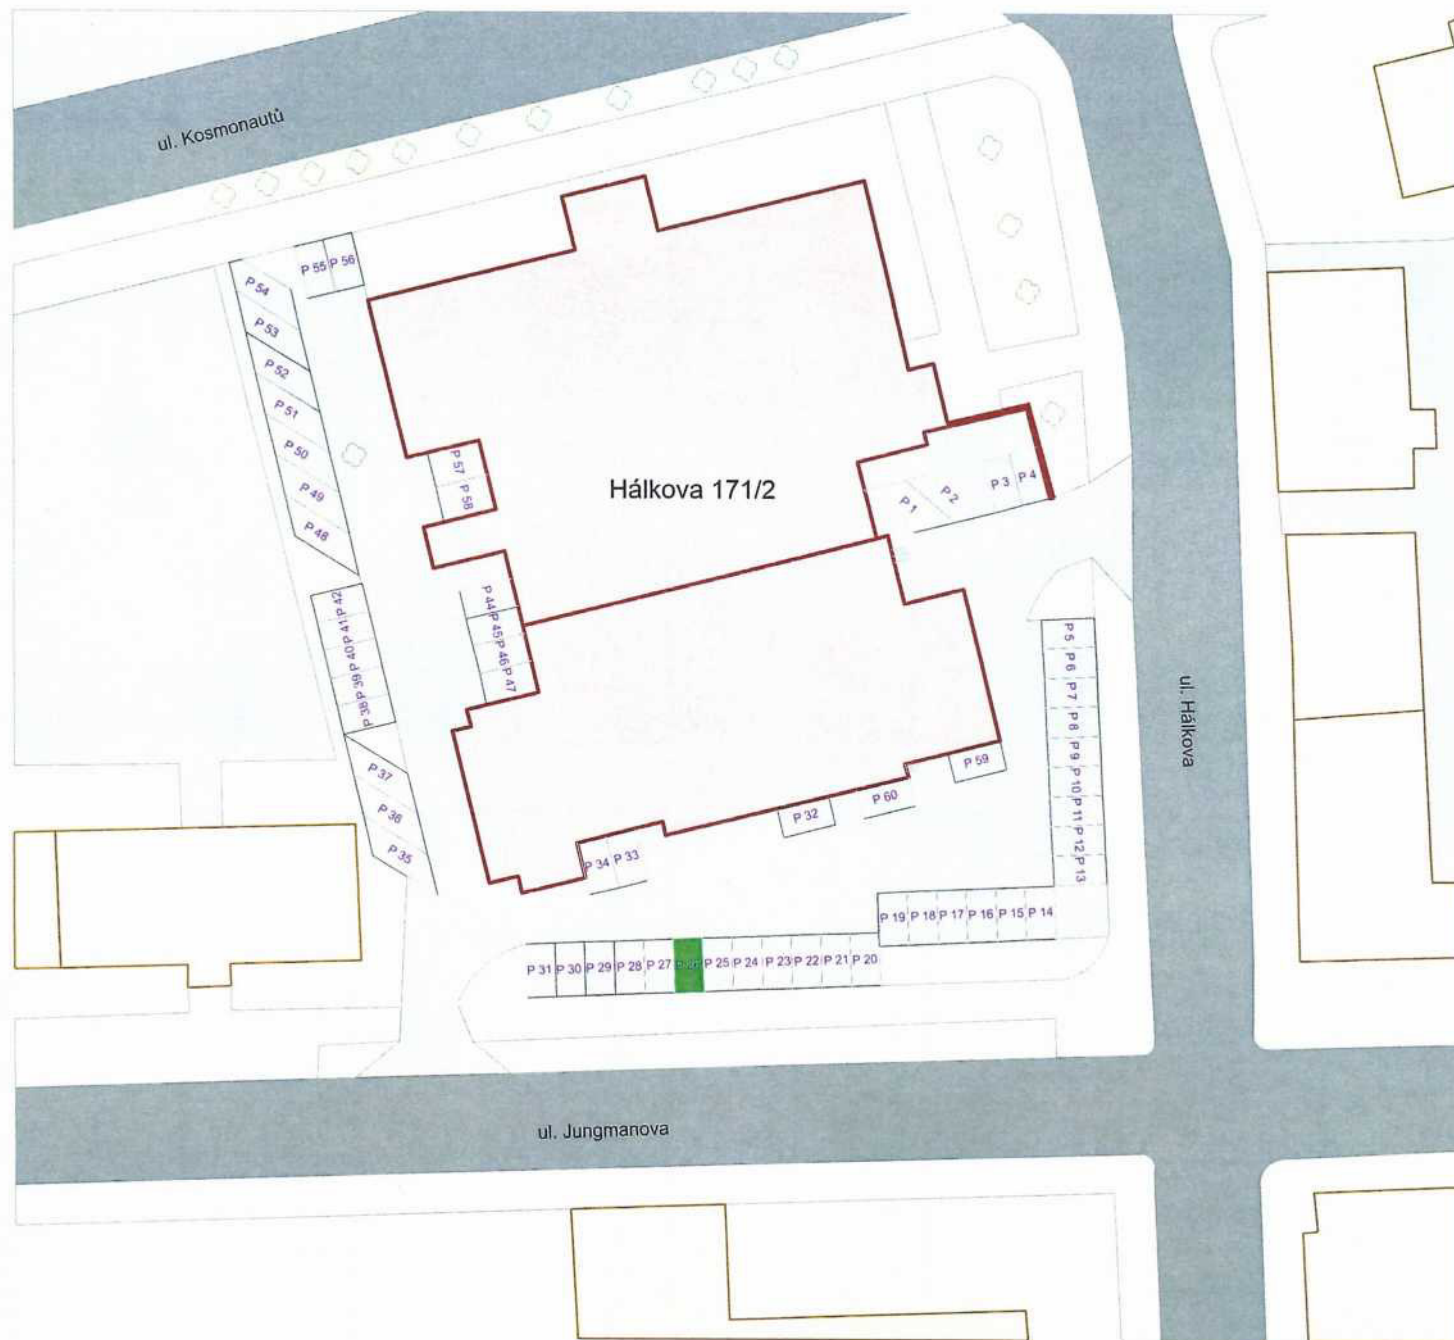 ul. Kosmonautů
P 55 P 56
P 54
P 53
P 52
P 51
P 50
P 49
P 48
P 57
P 58
Hálkova 171/2
P 1
P 2
P 3
P 4
P 42
P 41
P 40
P 39
P 38
P 44
P 45
P 46
P 47
P 37
P 36
P 35
P 5
P 6
P 7
P 8
P 9
P 10
P 11
P 12
P 13
ul. Hálkova
P 59
P 60
P 32
P 34 P 33
P 19 P 18 P 17 P 16 P 15 P 14
P 31 P 30 P 29 P 28 P 27 P 26 P 25 P 24 P 23 P 22 P 21 P 20
ul. Jungmanova